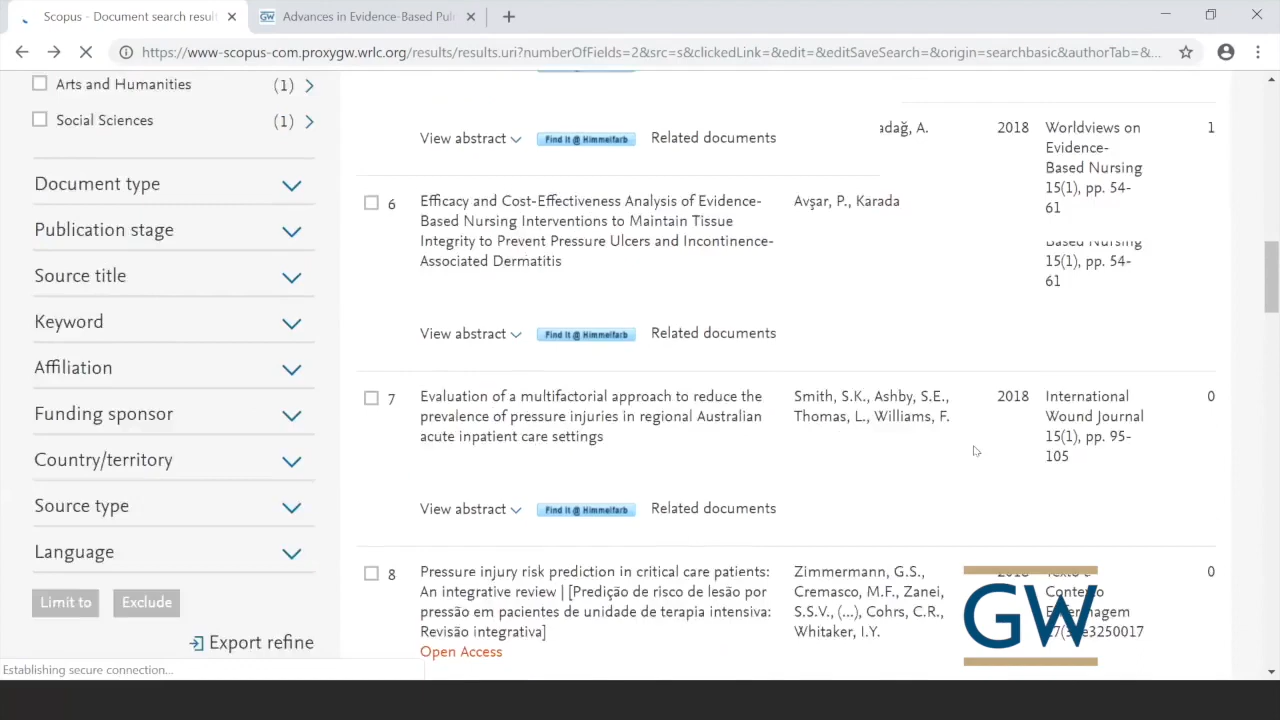 Scopus - Document search result
GW Advances in Evidence-Based Pul
https://www-scopus-com.proxygw.wrlc.org/results/results.uri?numberOfFields=2&src=s&clickedLink=&edit=&editSaveSearch=&origin=searchbasic&authorTab=&...
Arts and Humanities (1)
Social Sciences (1)
Document type
Publication stage
Source title
Keyword
Affiliation
Funding sponsor
Country/territory
Source type
Language
Limit to Exclude
Export refine
Establishing secure connection...
View abstract Find It @ Himmelfarb Related documents
adağ, A. 2018 Worldviews on 1
Evidence-
Based Nursing
15(1), pp. 54-
61
6 Efficacy and Cost-Effectiveness Analysis of Evidence- Avşar, P., Karada
Based Nursing Interventions to Maintain Tissue
Integrity to Prevent Pressure Ulcers and Incontinence- Based Nursing
Associated Dermatitis 15(1), pp. 54-
61
View abstract Find It @ Himmelfarb Related documents
7 Evaluation of a multifactorial approach to reduce the Smith, S.K., Ashby, S.E., 2018 International 0
prevalence of pressure injuries in regional Australian Thomas, L., Williams, F. Wound Journal
acute inpatient care settings 15(1), pp. 95-
105
View abstract Find It @ Himmelfarb Related documents
8 Pressure injury risk prediction in critical care patients: Zimmermann, G.S., 2018 Texto e 0
An integrative review | [Predição de risco de lesão por Cremasco, M.F., Zanei,
pressão em pacientes de unidade de terapia intensiva: S.S.V., (...), Cohrs, C.R.,
Revisão integrativa] Whitaker, I.Y.
Open Access
GW